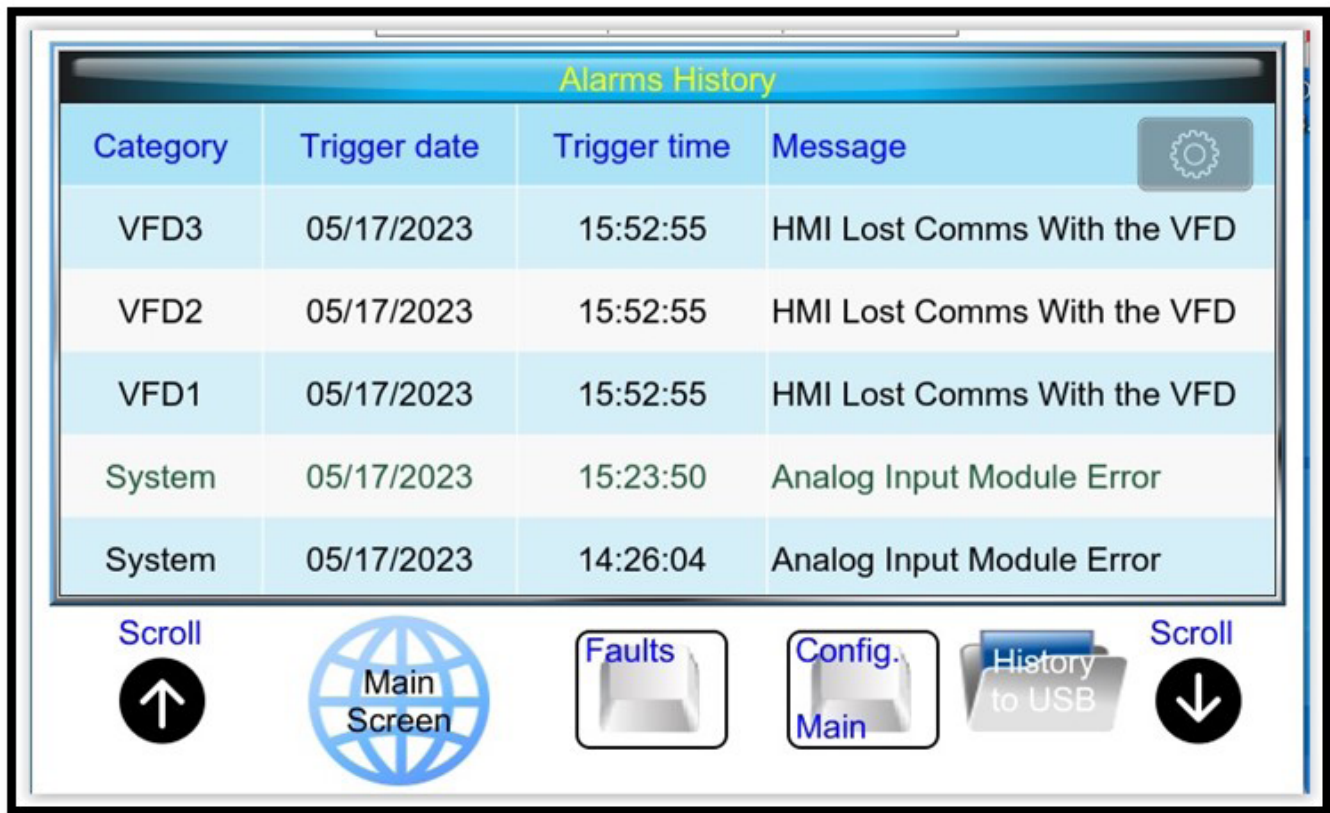 Alarms History
Category Trigger date Trigger time Message
VFD3 05/17/2023 15:52:55 HMI Lost Comms With the VFD
VFD2 05/17/2023 15:52:55 HMI Lost Comms With the VFD
VFD1 05/17/2023 15:52:55 HMI Lost Comms With the VFD
System 05/17/2023 15:23:50 Analog Input Module Error
System 05/17/2023 14:26:04 Analog Input Module Error
Scroll
Main
Screen
Faults
Config.
Main
History
to USB
Scroll